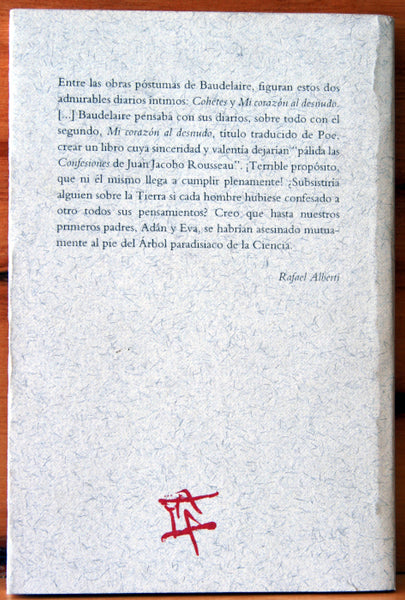 Entre las obras póstumas de Baudelaire, figuran estos dos
admirables diarios íntimos: Cohetes y Mi corazón al desnudo.
[...] Baudelaire pensaba con sus diarios, sobre todo con el
segundo, Mi corazón al desnudo, título traducido de Poe,
crear un libro cuya sinceridad y valentía dejarían "pálida las
Confesiones de Juan Jacobo Rousseau". ¡Terrible propósito,
que ni él mismo llega a cumplir plenamente! ¿Subsistiría
alguien sobre la Tierra si cada hombre hubiese confesado a
otro todos sus pensamientos? Creo que hasta nuestros
primeros padres, Adán y Eva, se habrían asesinado mutua-
mente al pie del Árbol paradisiaco de la Ciencia.
Rafael Alberti